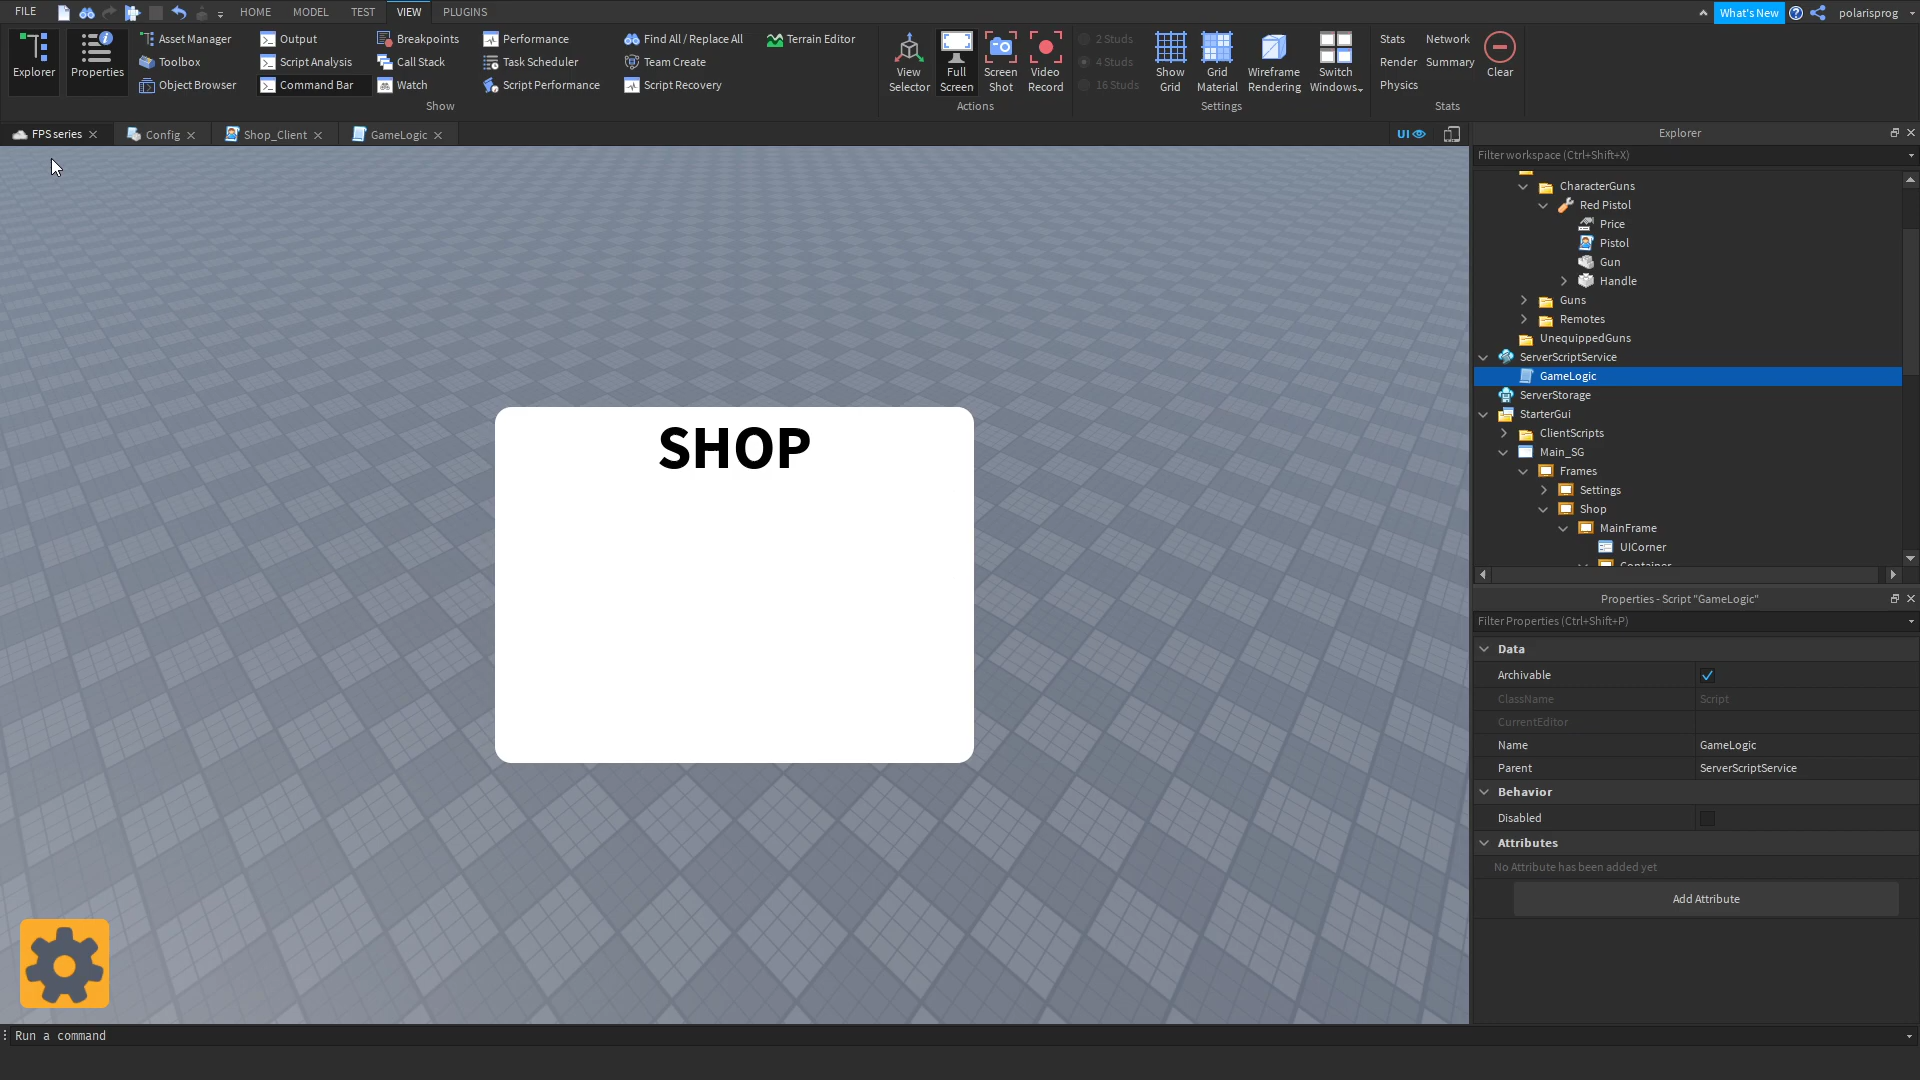 FILE HOME MODEL TEST VIEW PLUGINS What's New polarisprog
Explorer
Properties
Asset Manager
Toolbox
Object Browser
Output
Script Analysis
Command Bar
Breakpoints
Call Stack
Watch
Performance
Task Scheduler
Script Performance
Find All / Replace All
Team Create
Script Recovery
Terrain Editor
Show
View
Selector
Full
Screen
Screen
Shot
Video
Record
Actions
2 Studs
4 Studs
16 Studs
Show
Grid
Grid
Material
Wireframe
Rendering
Switch
Windows
Settings
Stats
Network
Render
Summary
Physics
Clear
Stats
FPS series
Config
Shop_Client
GameLogic
UI
SHOP
Explorer
Filter workspace (Ctrl+Shift+X)
CharacterGuns
Red Pistol
Price
Pistol
Gun
Handle
Guns
Remotes
UnequippedGuns
ServerScriptService
GameLogic
ServerStorage
StarterGui
ClientScripts
Main_SG
Frames
Settings
Shop
MainFrame
UICorner
Container
Properties - Script "GameLogic"
Filter Properties (Ctrl+Shift+P)
Data
Archivable
ClassName Script
CurrentEditor
Name GameLogic
Parent ServerScriptService
Behavior
Disabled
Attributes
No Attribute has been added yet
Add Attribute
Run a command